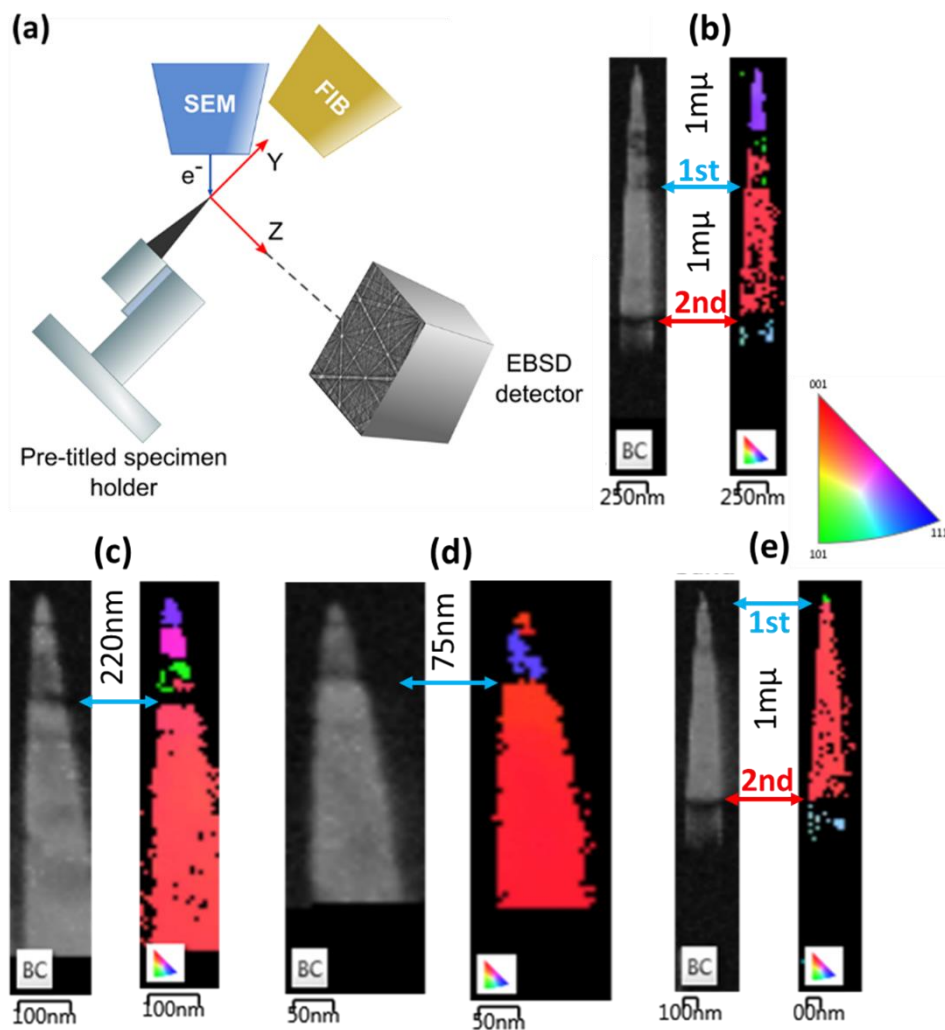 (a)
SEM
FIB
e-
Y
Z
EBSD
detector
Pre-titled specimen
holder
(b)
1mµ
1st
1mµ
2nd
BC
250nm
250nm
001
101
111
(c)
220nm
BC
100nm
100nm
(d)
75nm
BC
50nm
50nm
(e)
1st
1mµ
2nd
BC
100nm
00nm